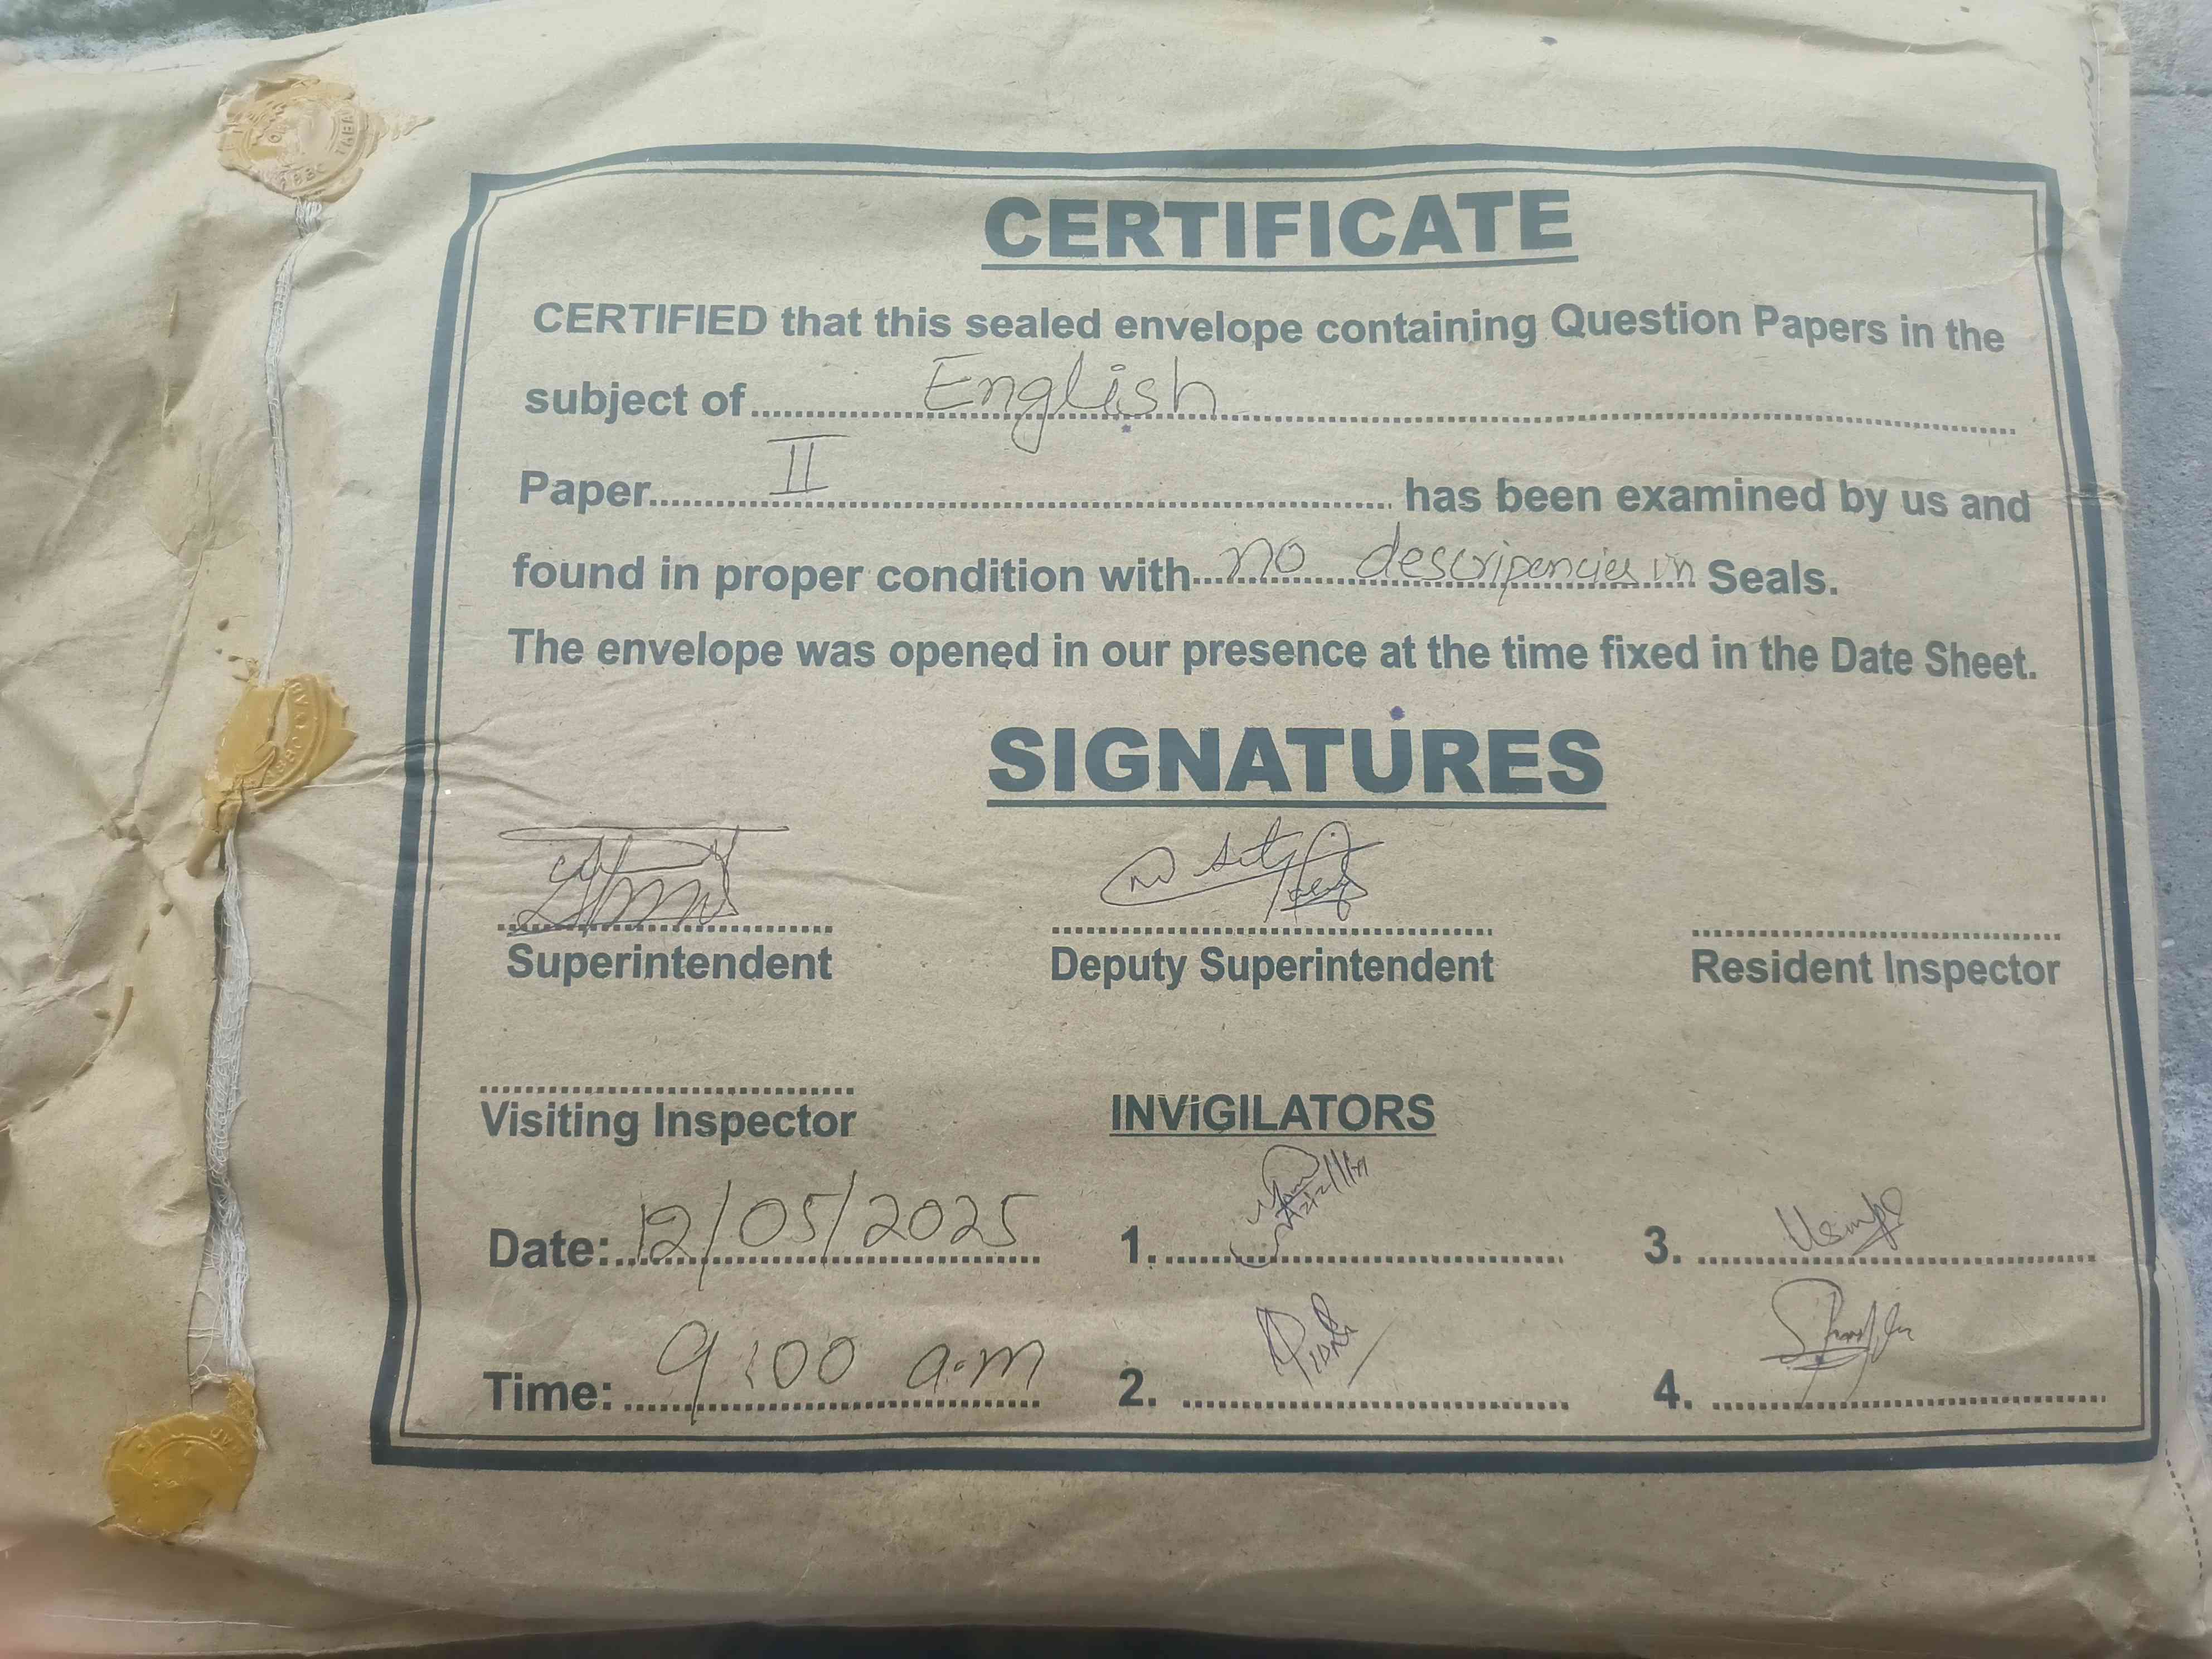 CERTIFICATE
CERTIFIED that this sealed envelope containing Question Papers in the
subject of English
Paper II has been examined by us and
found in proper condition with no descripencies in Seals.
The envelope was opened in our presence at the time fixed in the Date Sheet.
SIGNATURES
Superintendent Deputy Superintendent Resident Inspector
Visiting Inspector INVIGILATORS
Date: 12/05/2025 1. 3.
Time: 9:00 a.m 2. 4.